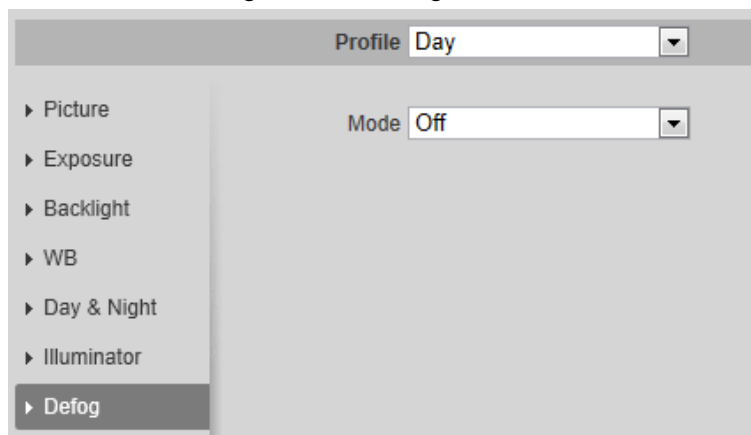 Profile Day
Picture
Mode Off
Exposure
Backlight
WB
Day & Night
Illuminator
Defog